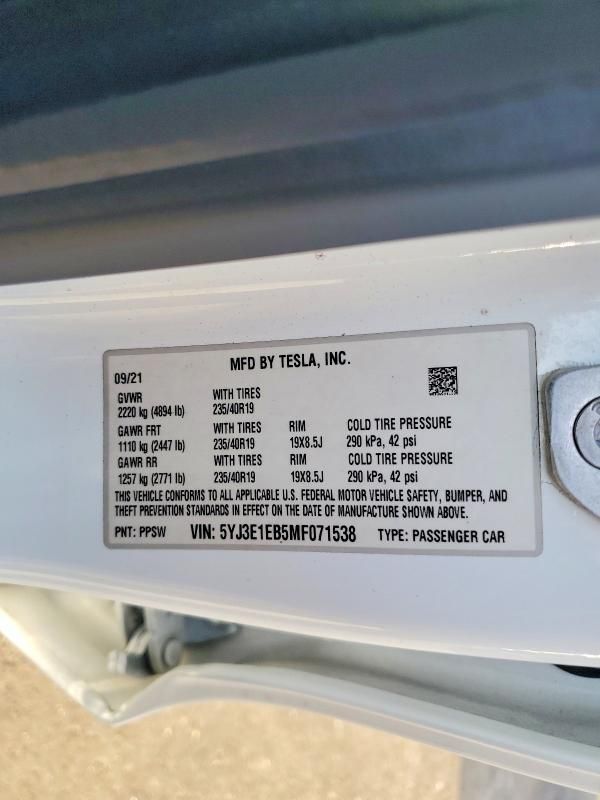 MFD BY TESLA, INC.
09/21
GVWR WITH TIRES
2220 kg (4894 lb) 235/40R19
GAWR FRT WITH TIRES RIM COLD TIRE PRESSURE
1110 kg (2447 lb) 235/40R19 19X8.5J 290 kPa, 42 psi
GAWR RR WITH TIRES RIM COLD TIRE PRESSURE
1257 kg (2771 lb) 235/40R19 19X8.5J 290 kPa, 42 psi
THIS VEHICLE CONFORMS TO ALL APPLICABLE U.S. FEDERAL MOTOR VEHICLE SAFETY, BUMPER, AND
THEFT PREVENTION STANDARDS IN EFFECT ON THE DATE OF MANUFACTURE SHOWN ABOVE.
PNT: PPSW VIN: 5YJ3E1EB5MF071538 TYPE: PASSENGER CAR